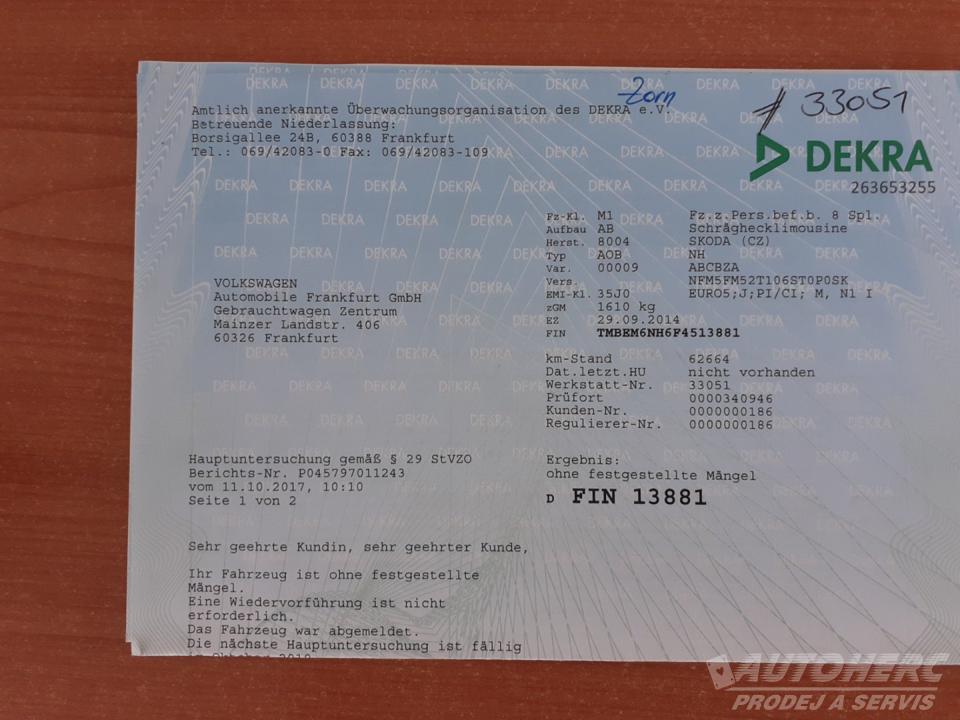 Zorn
# 33051
Amtlich anerkannte Überwachungsorganisation des DEKRA e.V.
Betreuende Niederlassung:
Borsigallee 24B, 60388 Frankfurt
Tel.: 069/42083-0 Fax: 069/42083-109
DEKRA
263653255
Fz-Kl. M1 Fz.z.Pers.bef.b. 8 Spl.
Aufbau AB Schräghecklimousine
Herst. 8004 SKODA (CZ)
Typ AOB NH
Var. 00009 ABCBZA
Vers. NFM5FM52T106ST0P0SK
EMI-Kl. 35J0 EURO5;J;PI/CI; M, N1 I
zGM 1610 kg
EZ 29.09.2014
FIN TMBEM6NH6F4513881
VOLKSWAGEN
Automobile Frankfurt GmbH
Gebrauchtwagen Zentrum
Mainzer Landstr. 406
60326 Frankfurt
km-Stand 62664
Dat.letzt.HU nicht vorhanden
Werkstatt-Nr. 33051
Prüfort 0000340946
Kunden-Nr. 0000000186
Regulierer-Nr. 0000000186
Hauptuntersuchung gemäß § 29 StVZO
Berichts-Nr. P045797011243
vom 11.10.2017, 10:10
Seite 1 von 2
Ergebnis:
ohne festgestellte Mängel
D FIN 13881
Sehr geehrte Kundin, sehr geehrter Kunde,
Ihr Fahrzeug ist ohne festgestellte
Mängel.
Eine Wiedervorführung ist nicht
erforderlich.
Das Fahrzeug war abgemeldet.
Die nächste Hauptuntersuchung ist fällig
im Oktober
AUTOHERC
PRODEJ A SERVIS